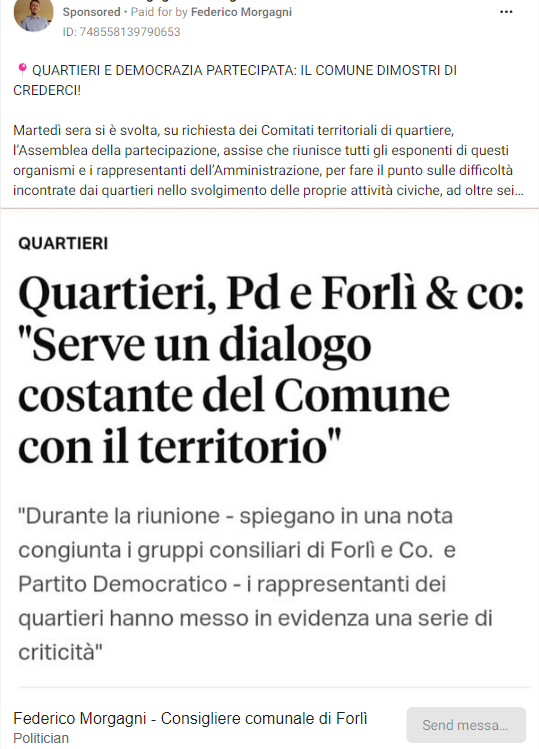 Sponsored • Paid for by Federico Morgagni
ID: 748558139790653
📍 QUARTIERI E DEMOCRAZIA PARTECIPATA: IL COMUNE DIMOSTRI DI
CREDERCI!
Martedì sera si è svolta, su richiesta dei Comitati territoriali di quartiere,
l'Assemblea della partecipazione, assise che riunisce tutti gli esponenti di questi
organismi e i rappresentanti dell'Amministrazione, per fare il punto sulle difficoltà
incontrate dai quartieri nello svolgimento delle proprie attività civiche, ad oltre sei...
QUARTIERI
Quartieri, Pd e Forlì & co:
"Serve un dialogo
costante del Comune
con il territorio"
"Durante la riunione - spiegano in una nota
congiunta i gruppi consiliari di Forlì e Co. e
Partito Democratico - i rappresentanti dei
quartieri hanno messo in evidenza una serie di
criticità"
Federico Morgagni - Consigliere comunale di Forlì
Politician
Send messa...